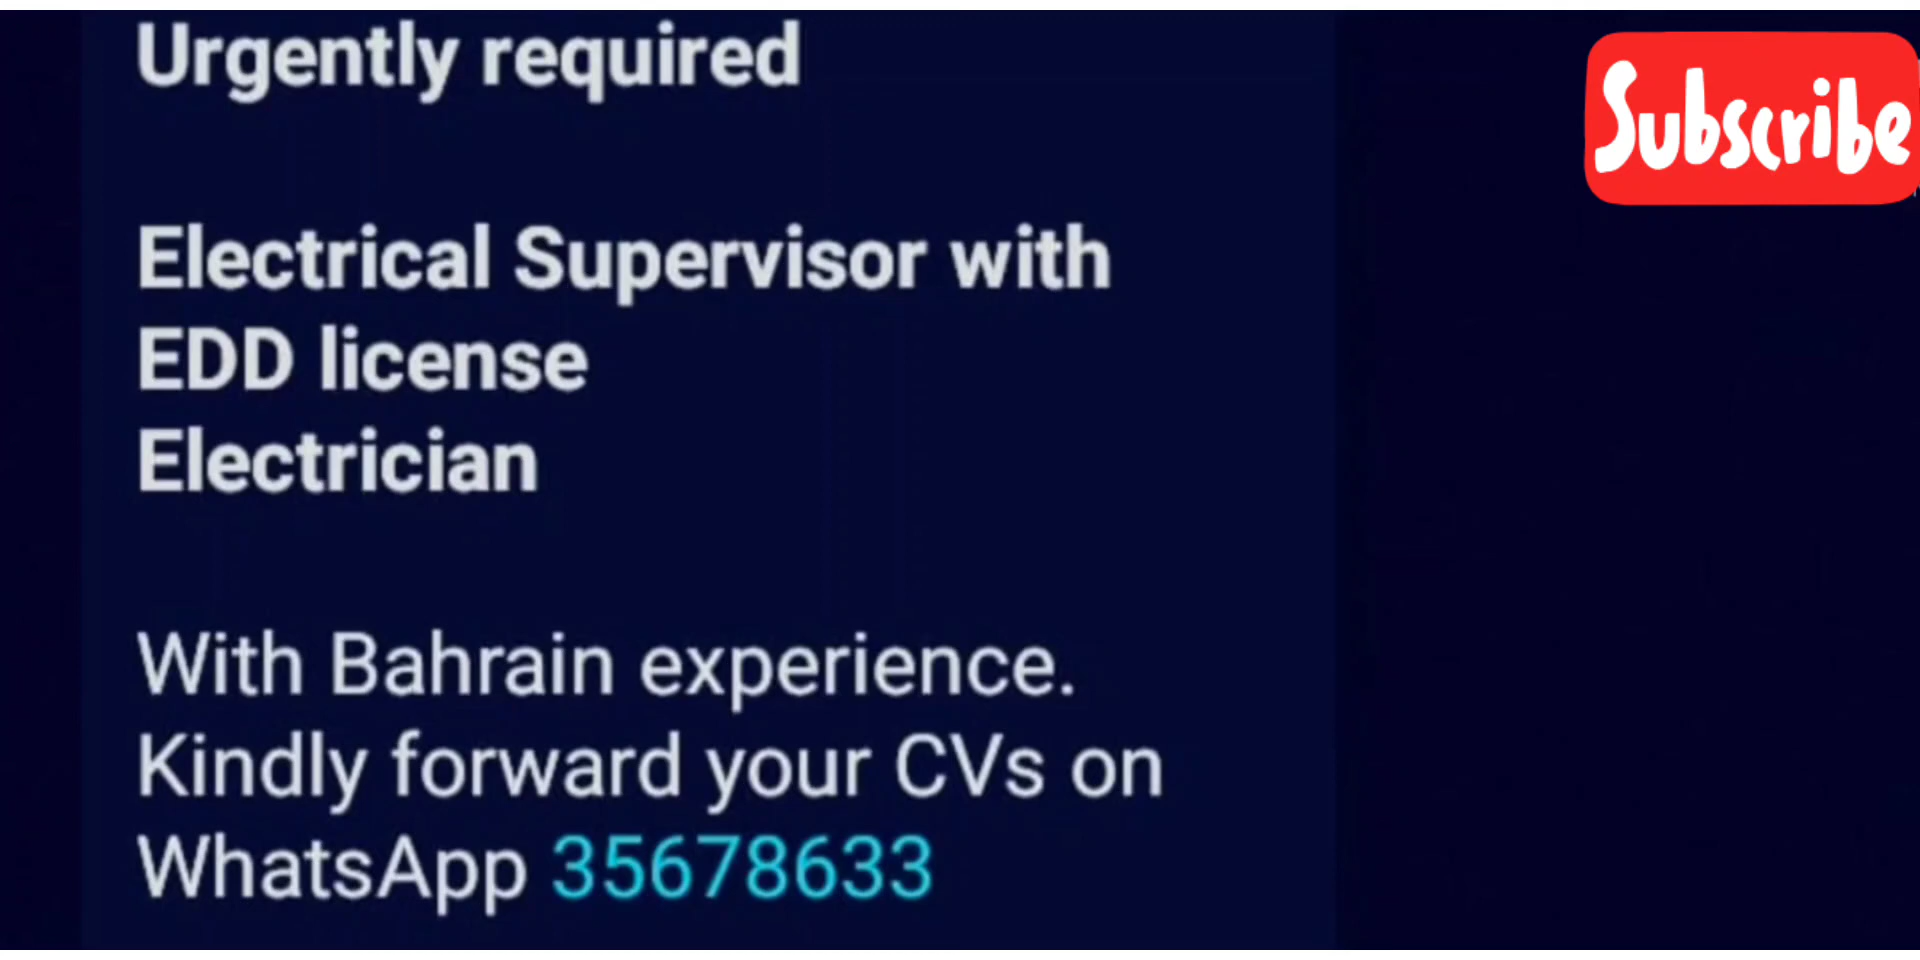 Urgently required
Subscribe
Electrical Supervisor with
EDD license
Electrician
With Bahrain experience.
Kindly forward your CVs on
WhatsApp 35678633